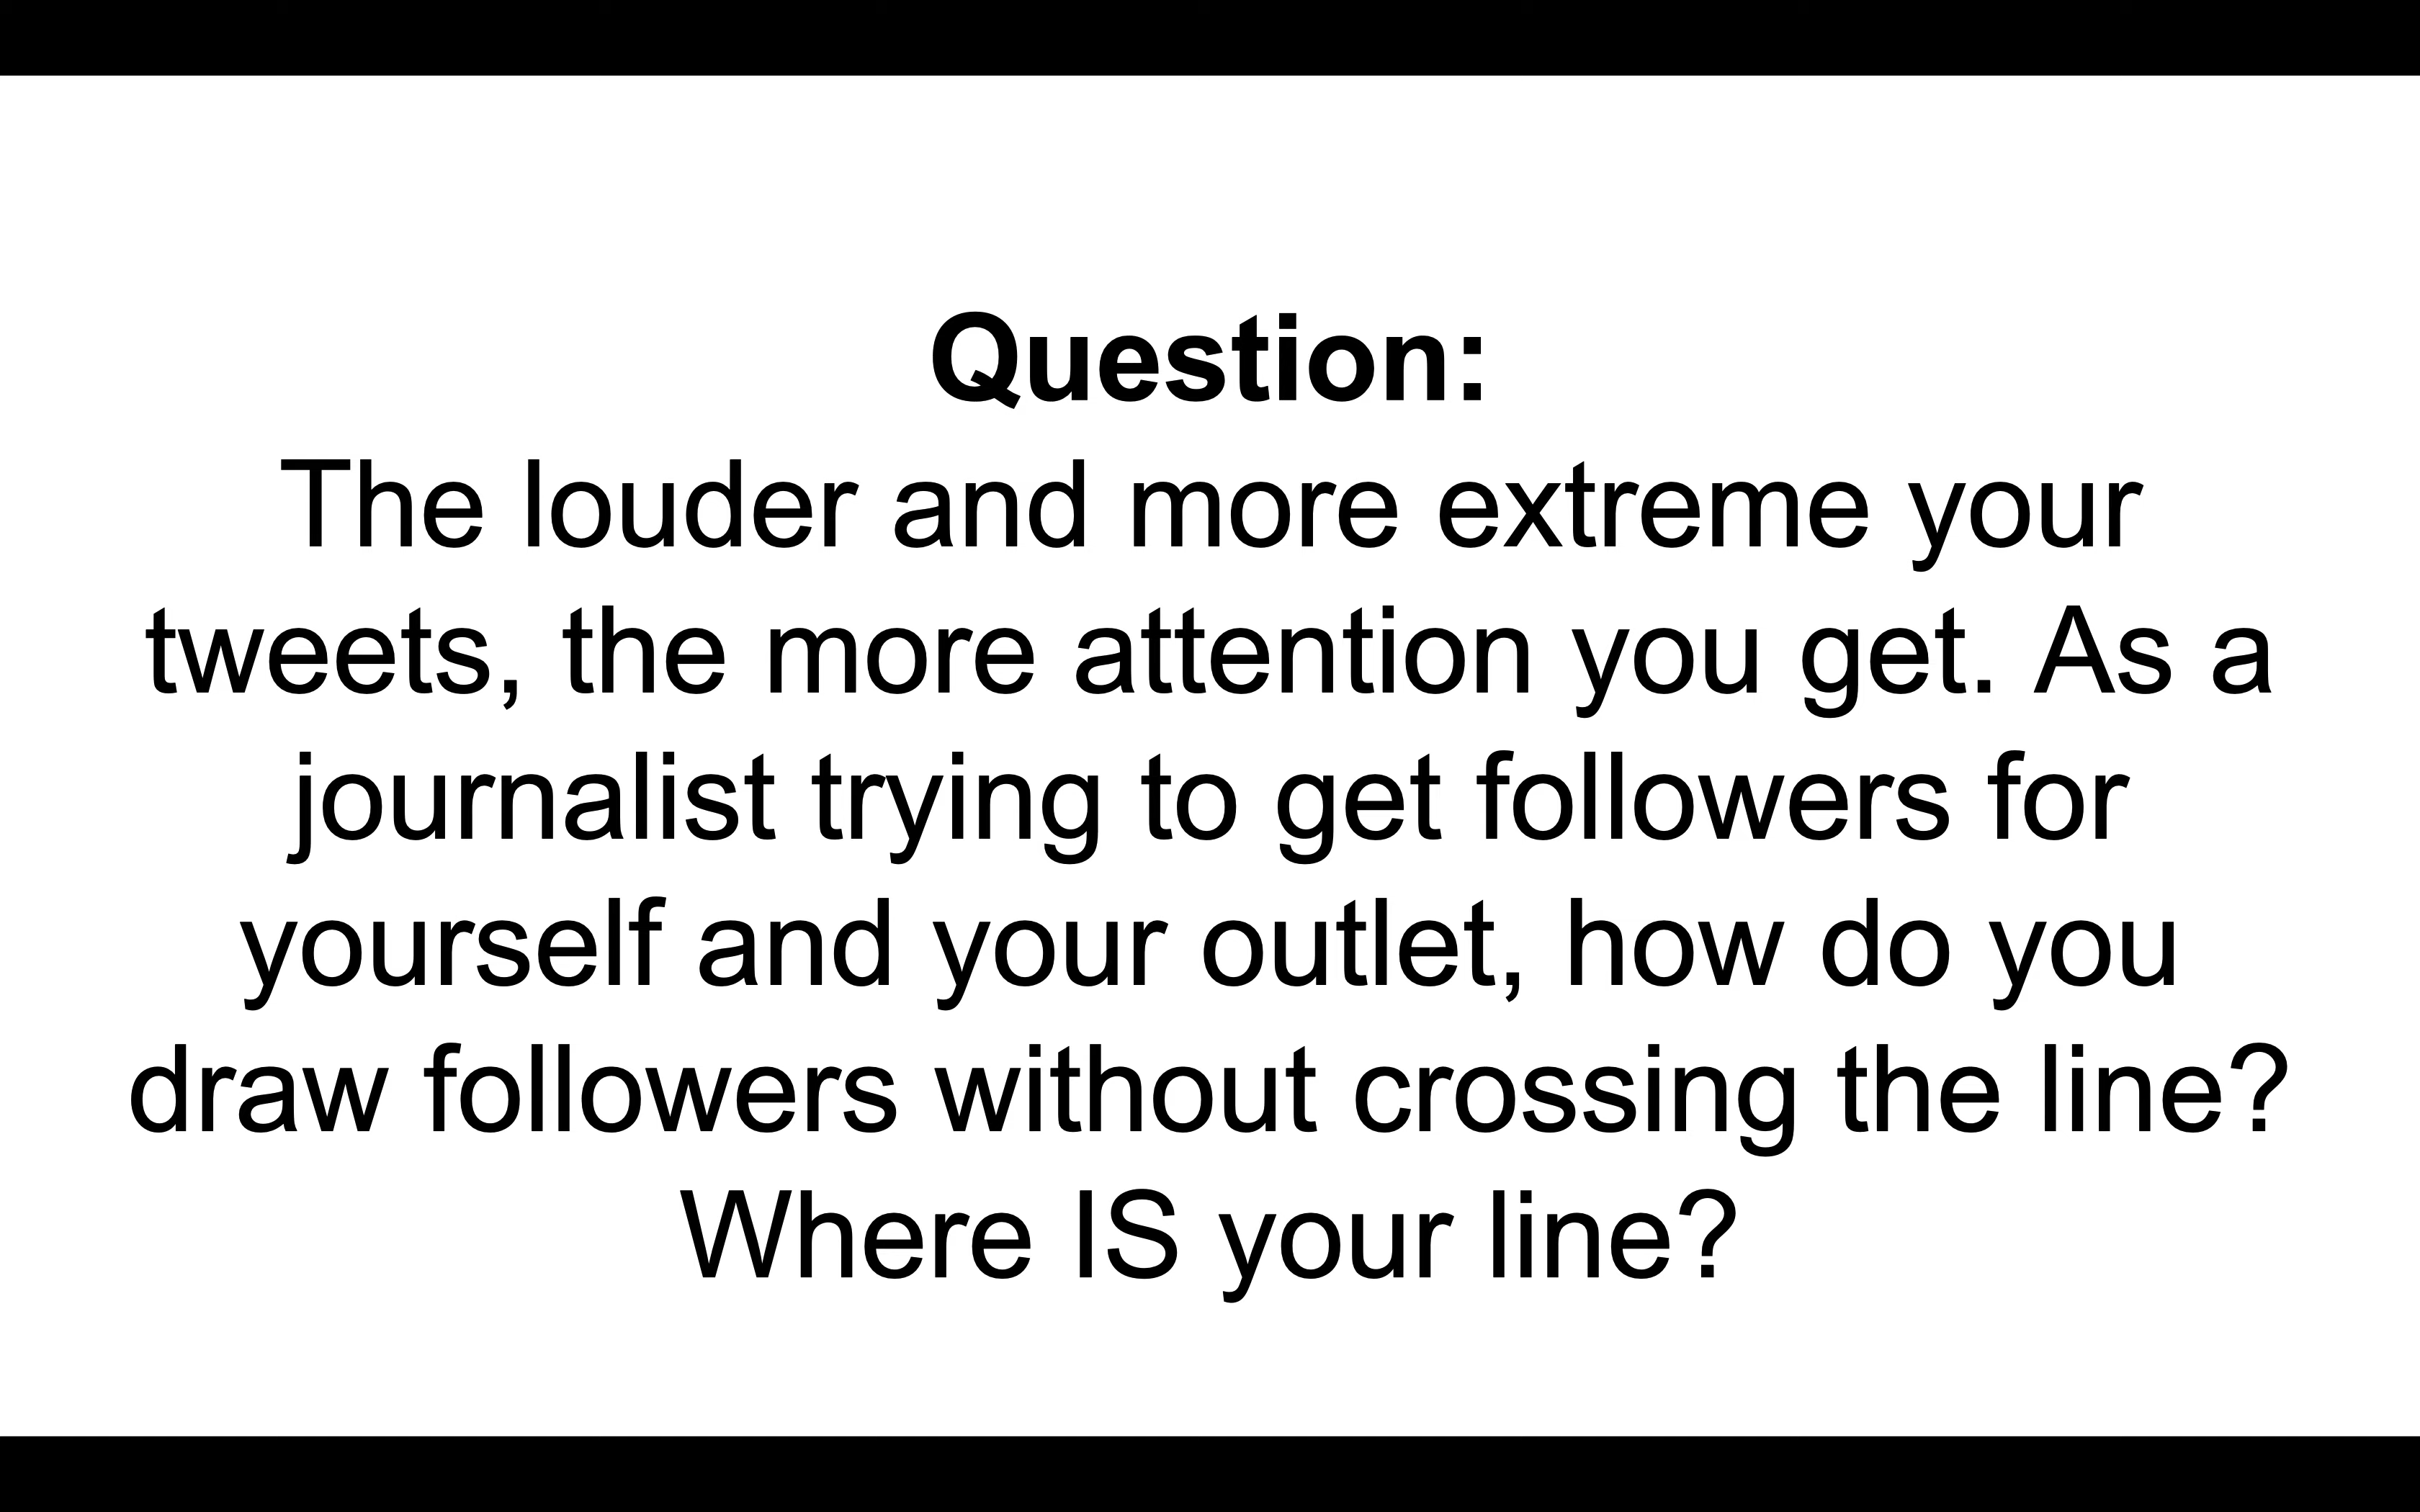 Question:
The louder and more extreme your
tweets, the more attention you get. As a
journalist trying to get followers for
yourself and your outlet, how do you
draw followers without crossing the line?
Where IS your line?